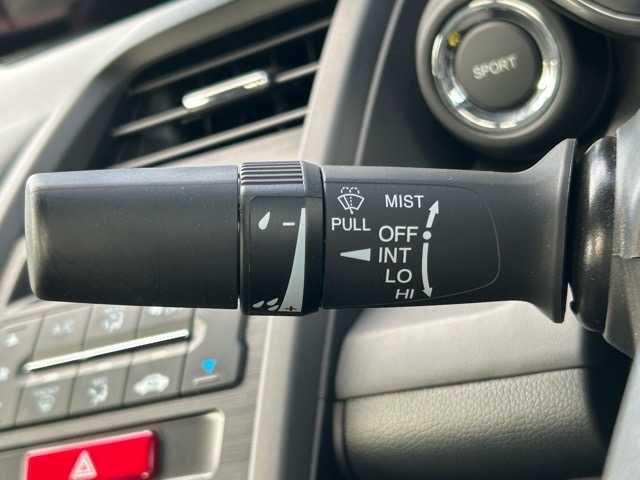 SPORT
MIST
PULL
OFF
INT
LO
HI
A/C